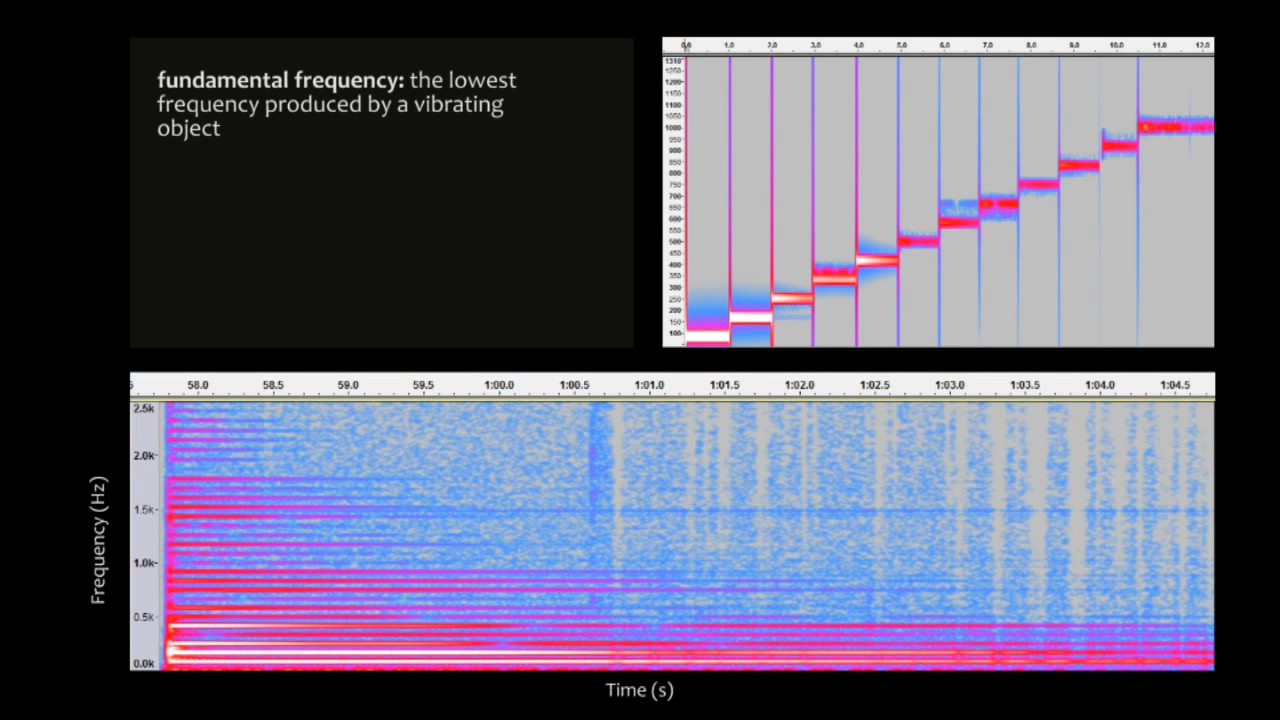 fundamental frequency: the lowest
frequency produced by a vibrating
object
0.0 1.0 2.0 3.0 4.0 5.0 6.0 7.0 8.0 9.0 10.0 11.0 12.0
1310
1200
1150
1100
1050
1000
950
900
850
800
750
700
650
600
550
500
450
400
350
300
250
200
150
100
58.0 58.5 59.0 59.5 1:00.0 1:00.5 1:01.0 1:01.5 1:02.0 1:02.5 1:03.0 1:03.5 1:04.0 1:04.5
2.5k
2.0k
1.5k
1.0k
0.5k
0.0k
Frequency (Hz)
Time (s)